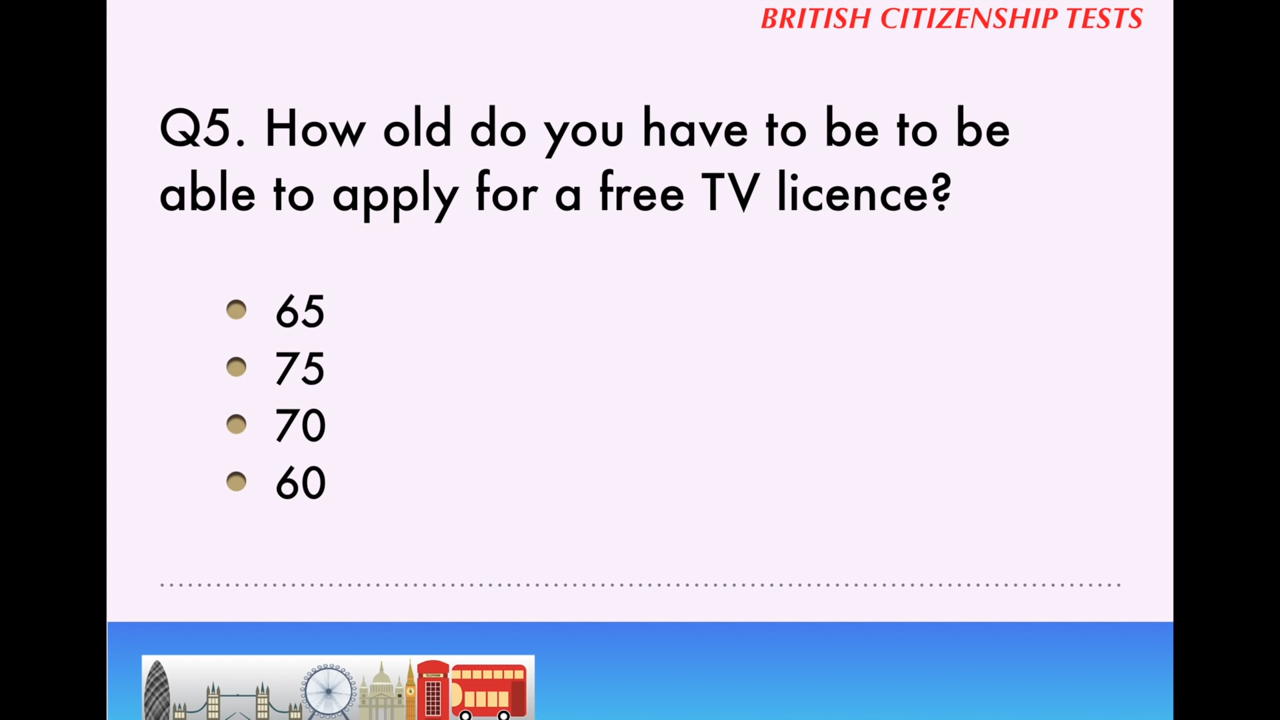 BRITISH CITIZENSHIP TESTS
Q5. How old do you have to be to be
able to apply for a free TV licence?
65
75
70
60